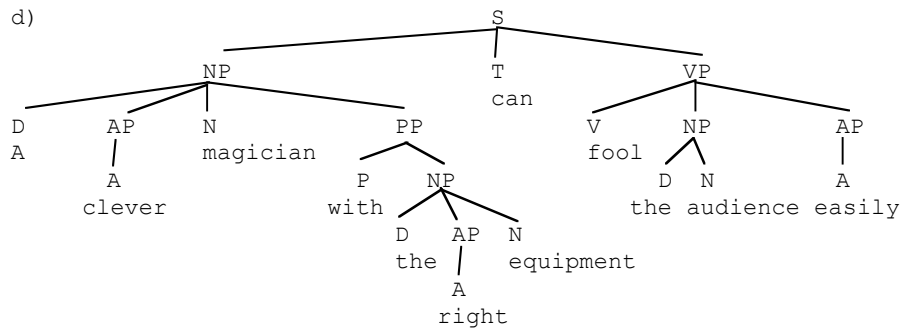 d) S
NP T VP
can
D AP N PP V NP AP
A magician fool
A P NP D N A
clever with the audience easily
D AP N
the equipment
A
right